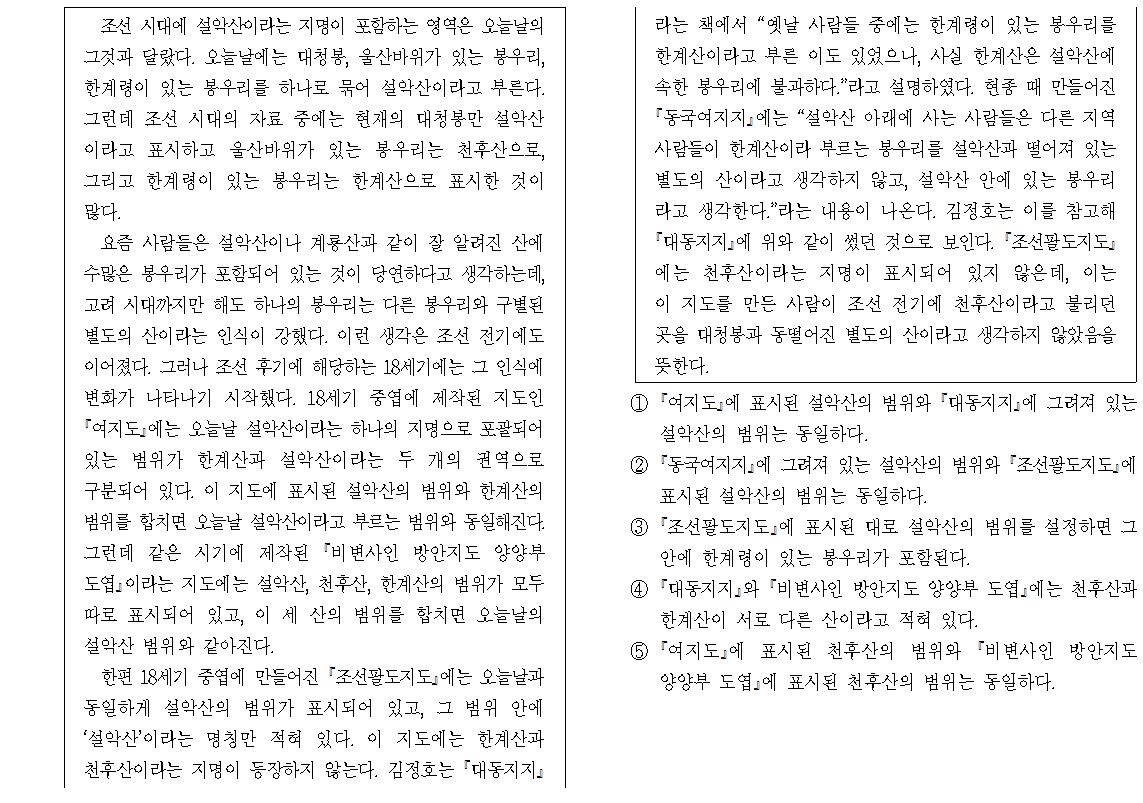 조선 시대에 설악산이라는 지명이 포함하는 영역은 오늘날의
그것과 달랐다. 오늘날에는 대청봉, 울산바위가 있는 봉우리,
한계령이 있는 봉우리를 하나로 묶어 설악산이라고 부른다.
그런데 조선 시대의 자료 중에는 현재의 대청봉만 설악산
이라고 표시하고 울산바위가 있는 봉우리는 천후산으로,
그리고 한계령이 있는 봉우리는 한계산으로 표시한 것이
많다.
요즘 사람들은 설악산이나 계룡산과 같이 잘 알려진 산에
수많은 봉우리가 포함되어 있는 것이 당연하다고 생각하는데,
고려 시대까지만 해도 하나의 봉우리는 다른 봉우리와 구별된
별도의 산이라는 인식이 강했다. 이런 생각은 조선 전기에도
이어졌다. 그러나 조선 후기에 해당하는 18세기에는 그 인식에
변화가 나타나기 시작했다. 18세기 중엽에 제작된 지도인
『여지도』에는 오늘날 설악산이라는 하나의 지명으로 포괄되어
있는 범위가 한계산과 설악산이라는 두 개의 권역으로
구분되어 있다. 이 지도에 표시된 설악산의 범위와 한계산의
범위를 합치면 오늘날 설악산이라고 부르는 범위와 동일해진다.
그런데 같은 시기에 제작된 『비변사인 방안지도 양양부
도엽』이라는 지도에는 설악산, 천후산, 한계산의 범위가 모두
따로 표시되어 있고, 이 세 산의 범위를 합치면 오늘날의
설악산 범위와 같아진다.
한편 18세기 중엽에 만들어진 『조선팔도지도』에는 오늘날과
동일하게 설악산의 범위가 표시되어 있고, 그 범위 안에
‘설악산’이라는 명칭만 적혀 있다. 이 지도에는 한계산과
천후산이라는 지명이 등장하지 않는다. 김정호는 『대동지지』
라는 책에서 “옛날 사람들 중에는 한계령이 있는 봉우리를
한계산이라고 부른 이도 있었으나, 사실 한계산은 설악산에
속한 봉우리에 불과하다.”라고 설명하였다. 현종 때 만들어진
『동국여지지』에는 “설악산 아래에 사는 사람들은 다른 지역
사람들이 한계산이라 부르는 봉우리를 설악산과 떨어져 있는
별도의 산이라고 생각하지 않고, 설악산 안에 있는 봉우리
라고 생각한다.”라는 내용이 나온다. 김정호는 이를 참고해
『대동지지』에 위와 같이 썼던 것으로 보인다. 『조선팔도지도』
에는 천후산이라는 지명이 표시되어 있지 않은데, 이는
이 지도를 만든 사람이 조선 전기에 천후산이라고 불리던
곳을 대청봉과 동떨어진 별도의 산이라고 생각하지 않았음을
뜻한다.
① 『여지도』에 표시된 설악산의 범위와 『대동지지』에 그려져 있는
설악산의 범위는 동일하다.
② 『동국여지지』에 그려져 있는 설악산의 범위와 『조선팔도지도』에
표시된 설악산의 범위는 동일하다.
③ 『조선팔도지도』에 표시된 대로 설악산의 범위를 설정하면 그
안에 한계령이 있는 봉우리가 포함된다.
④ 『대동지지』와 『비변사인 방안지도 양양부 도엽』에는 천후산과
한계산이 서로 다른 산이라고 적혀 있다.
⑤ 『여지도』에 표시된 천후산의 범위와 『비변사인 방안지도
양양부 도엽』에 표시된 천후산의 범위는 동일하다.